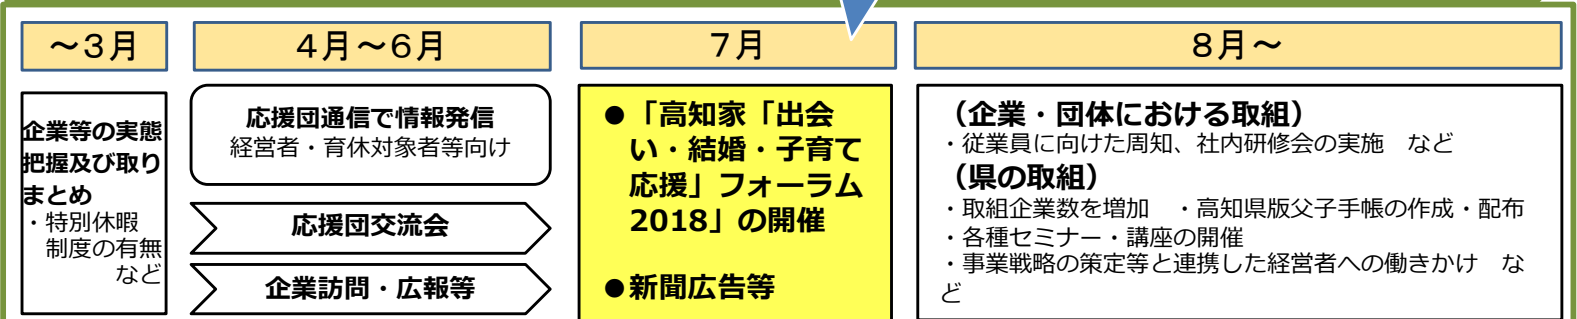 ～3月
企業等の実態
把握及び取り
まとめ
・特別休暇
制度の有無
など
4月～6月
応援団通信で情報発信
経営者・育休対象者等向け
応援団交流会
企業訪問・広報等
7月
●「高知家「出会
い・結婚・子育て
応援」フォーラム
2018」の開催
●新聞広告等
8月～
（企業・団体における取組）
・従業員に向けた周知、社内研修会の実施　など
（県の取組）
・取組企業数を増加　・高知県版父子手帳の作成・配布
・各種セミナー・講座の開催
・事業戦略の策定等と連携した経営者への働きかけ　な
ど